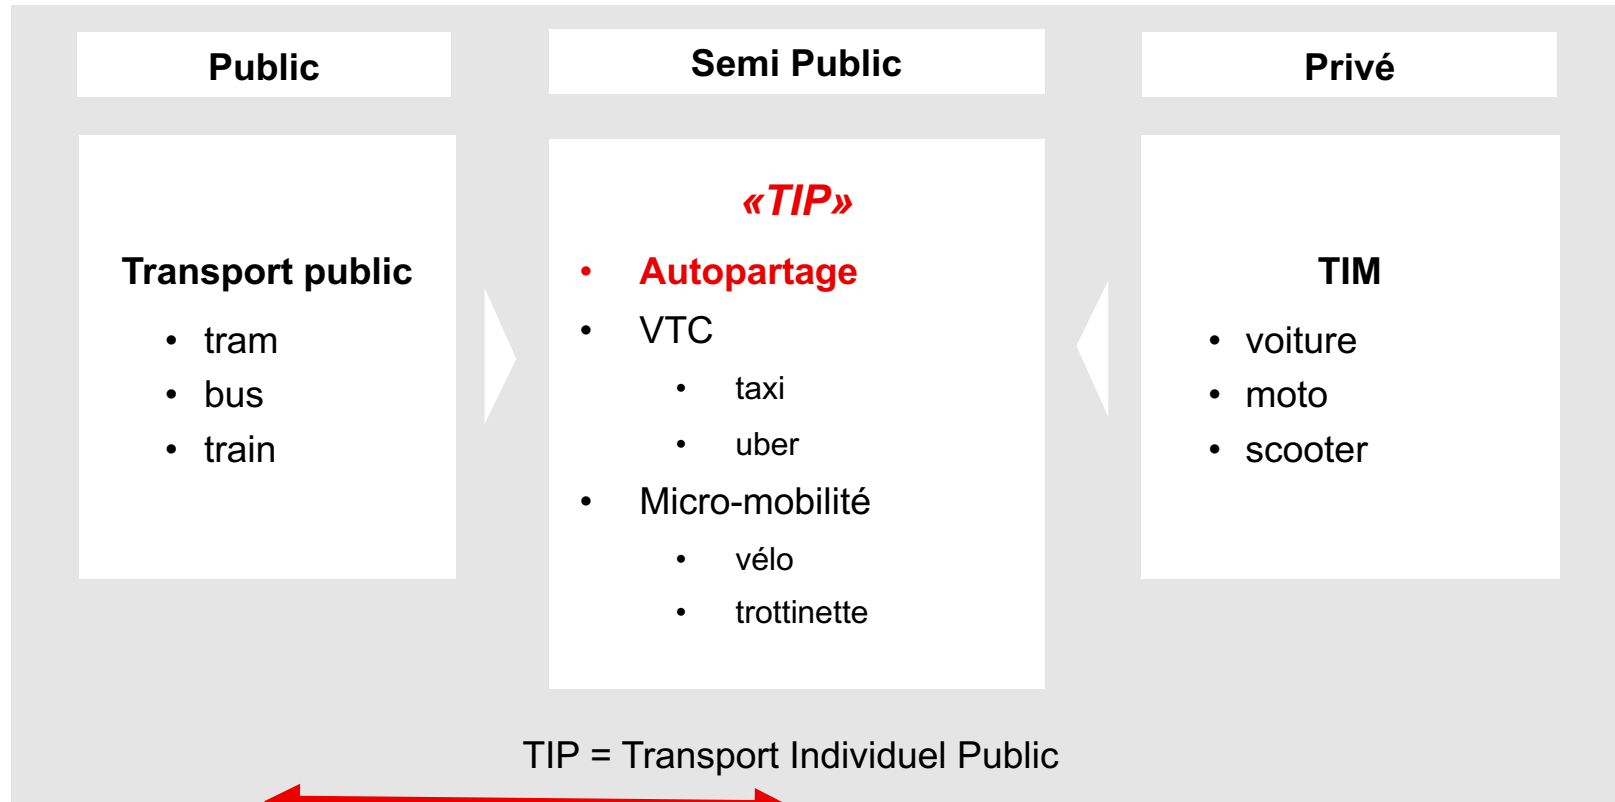 Public
Semi Public
Privé
Transport public
• tram
• bus
• train
«TIP»
• Autopartage
• VTC
• taxi
• uber
• Micro-mobilité
• vélo
• trottinette
TIM
• voiture
• moto
• scooter
TIP = Transport Individuel Public